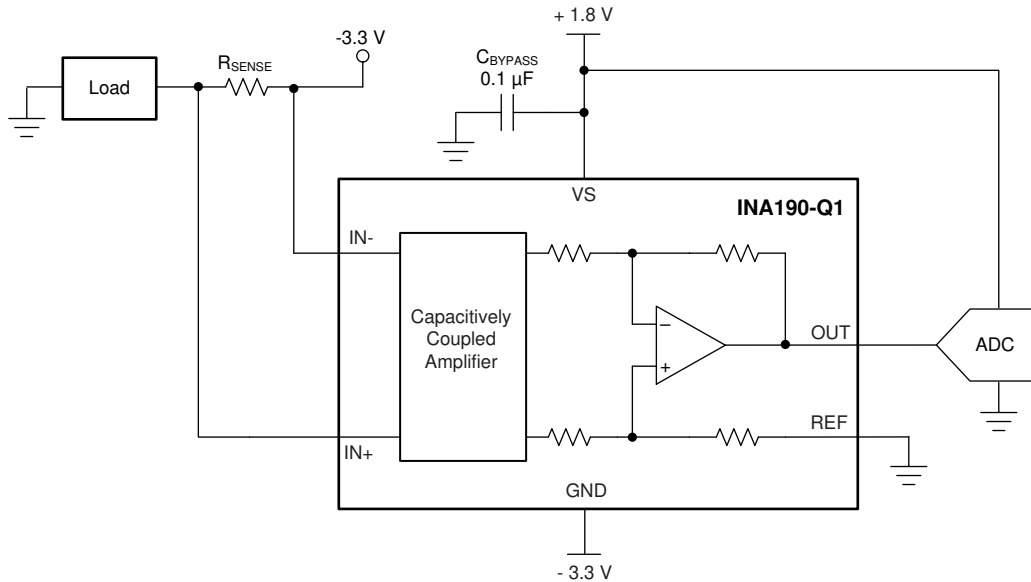 + 1.8 V
-3.3 V
RSENSE
CBYPASS
0.1 µF
Load
VS
INA190-Q1
IN-
Capacitively
Coupled
Amplifier
−
+
OUT
ADC
REF
IN+
GND
- 3.3 V